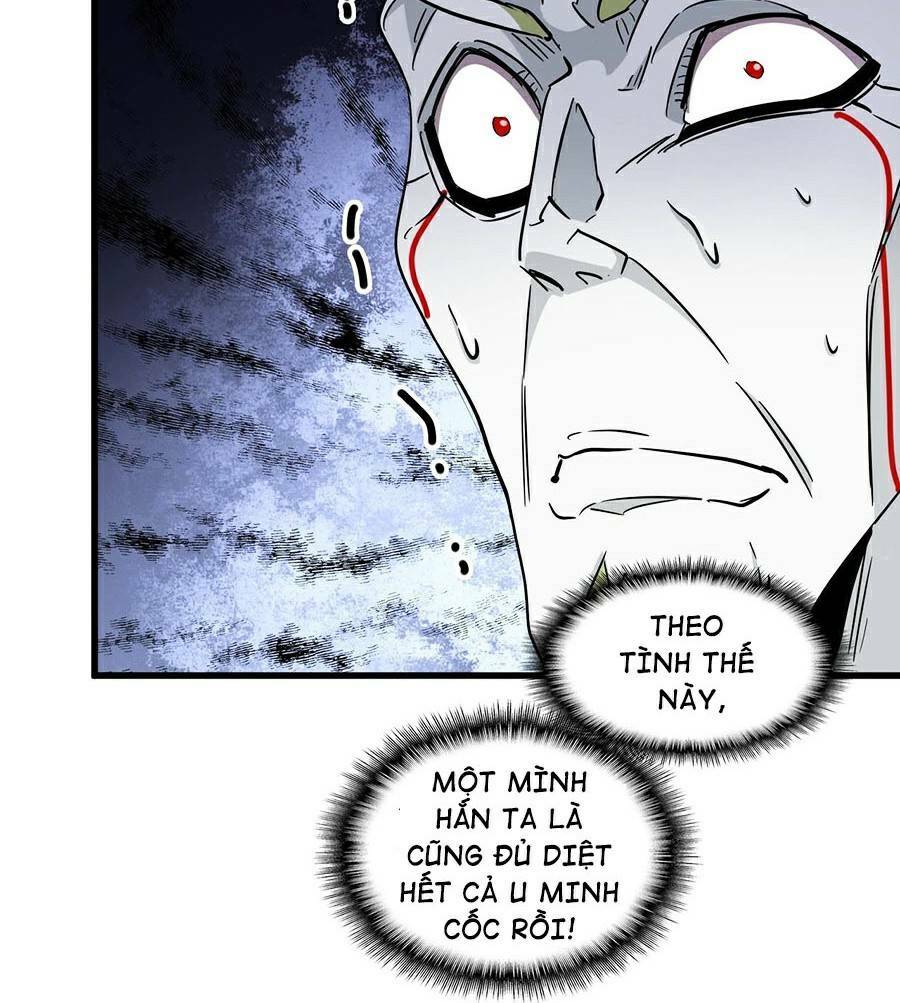 THEO
TÌNH THẾ
NÀY,
MỘT MÌNH
HẮN TA LÀ
CŨNG ĐỦ DIỆT
HẾT CẢ U MINH
CỐC RỒI!